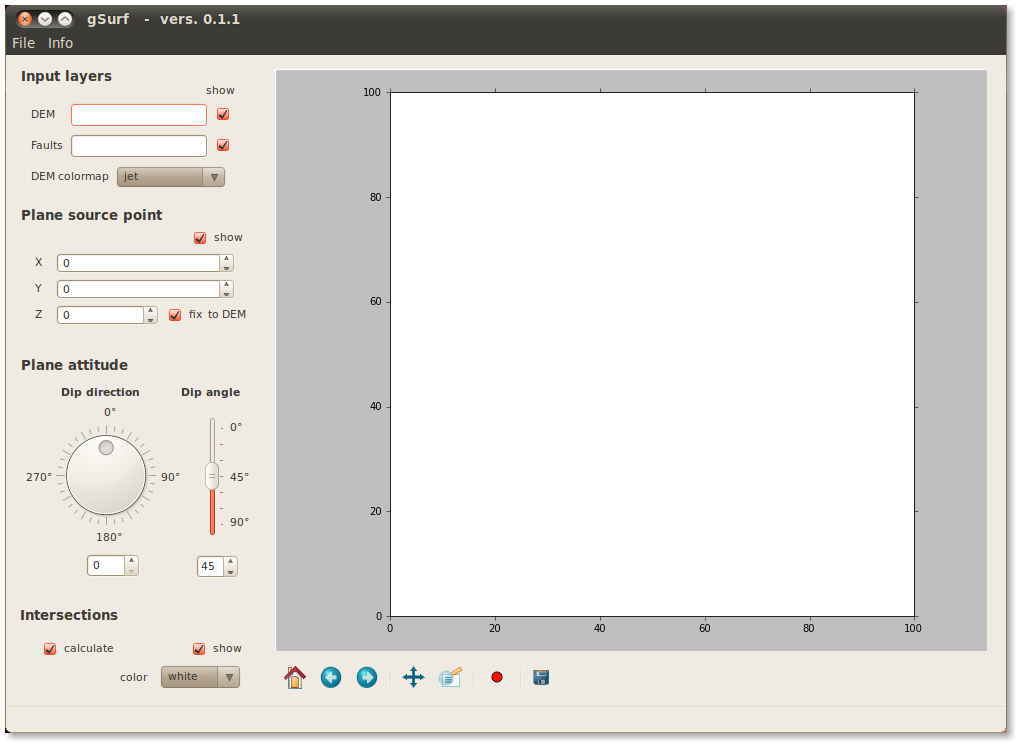 gSurf - vers. 0.1.1
File Info
Input layers
show
DEM
Faults
DEM colormap jet
Plane source point
show
X 0
Y 0
Z 0 fix to DEM
Plane attitude
Dip direction Dip angle
0°
270° 90°
180°
0
0°
45°
90°
45
Intersections
calculate show
color white
100
80
60
40
20
0
0 20 40 60 80 100